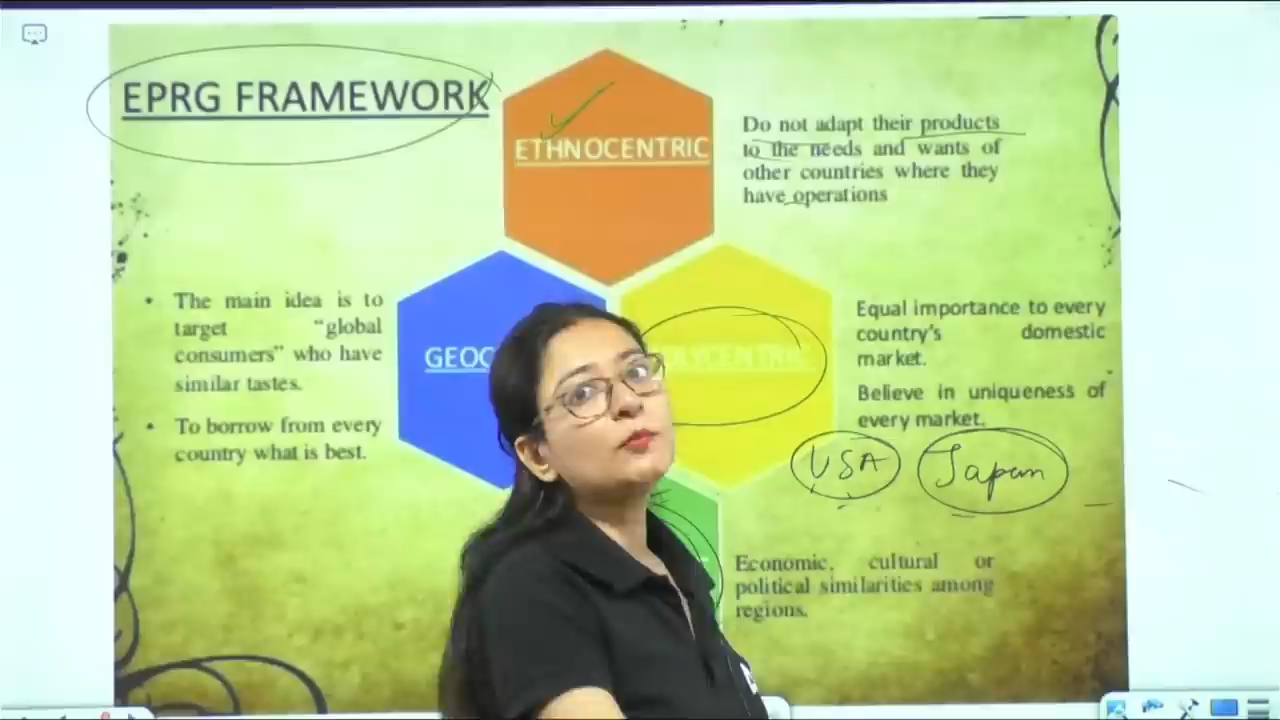 EPRG FRAMEWORK
ETHNOCENTRIC
Do not adapt their products
to the needs and wants of
other countries where they
have operations
• The main idea is to
target "global
consumers" who have
similar tastes.
• To borrow from every
country what is best.
GEOC
OLYCENTRIC
Equal importance to every
country's domestic
market.
Believe in uniqueness of
every market.
USA Japan
Economic, cultural or
political similarities among
regions.